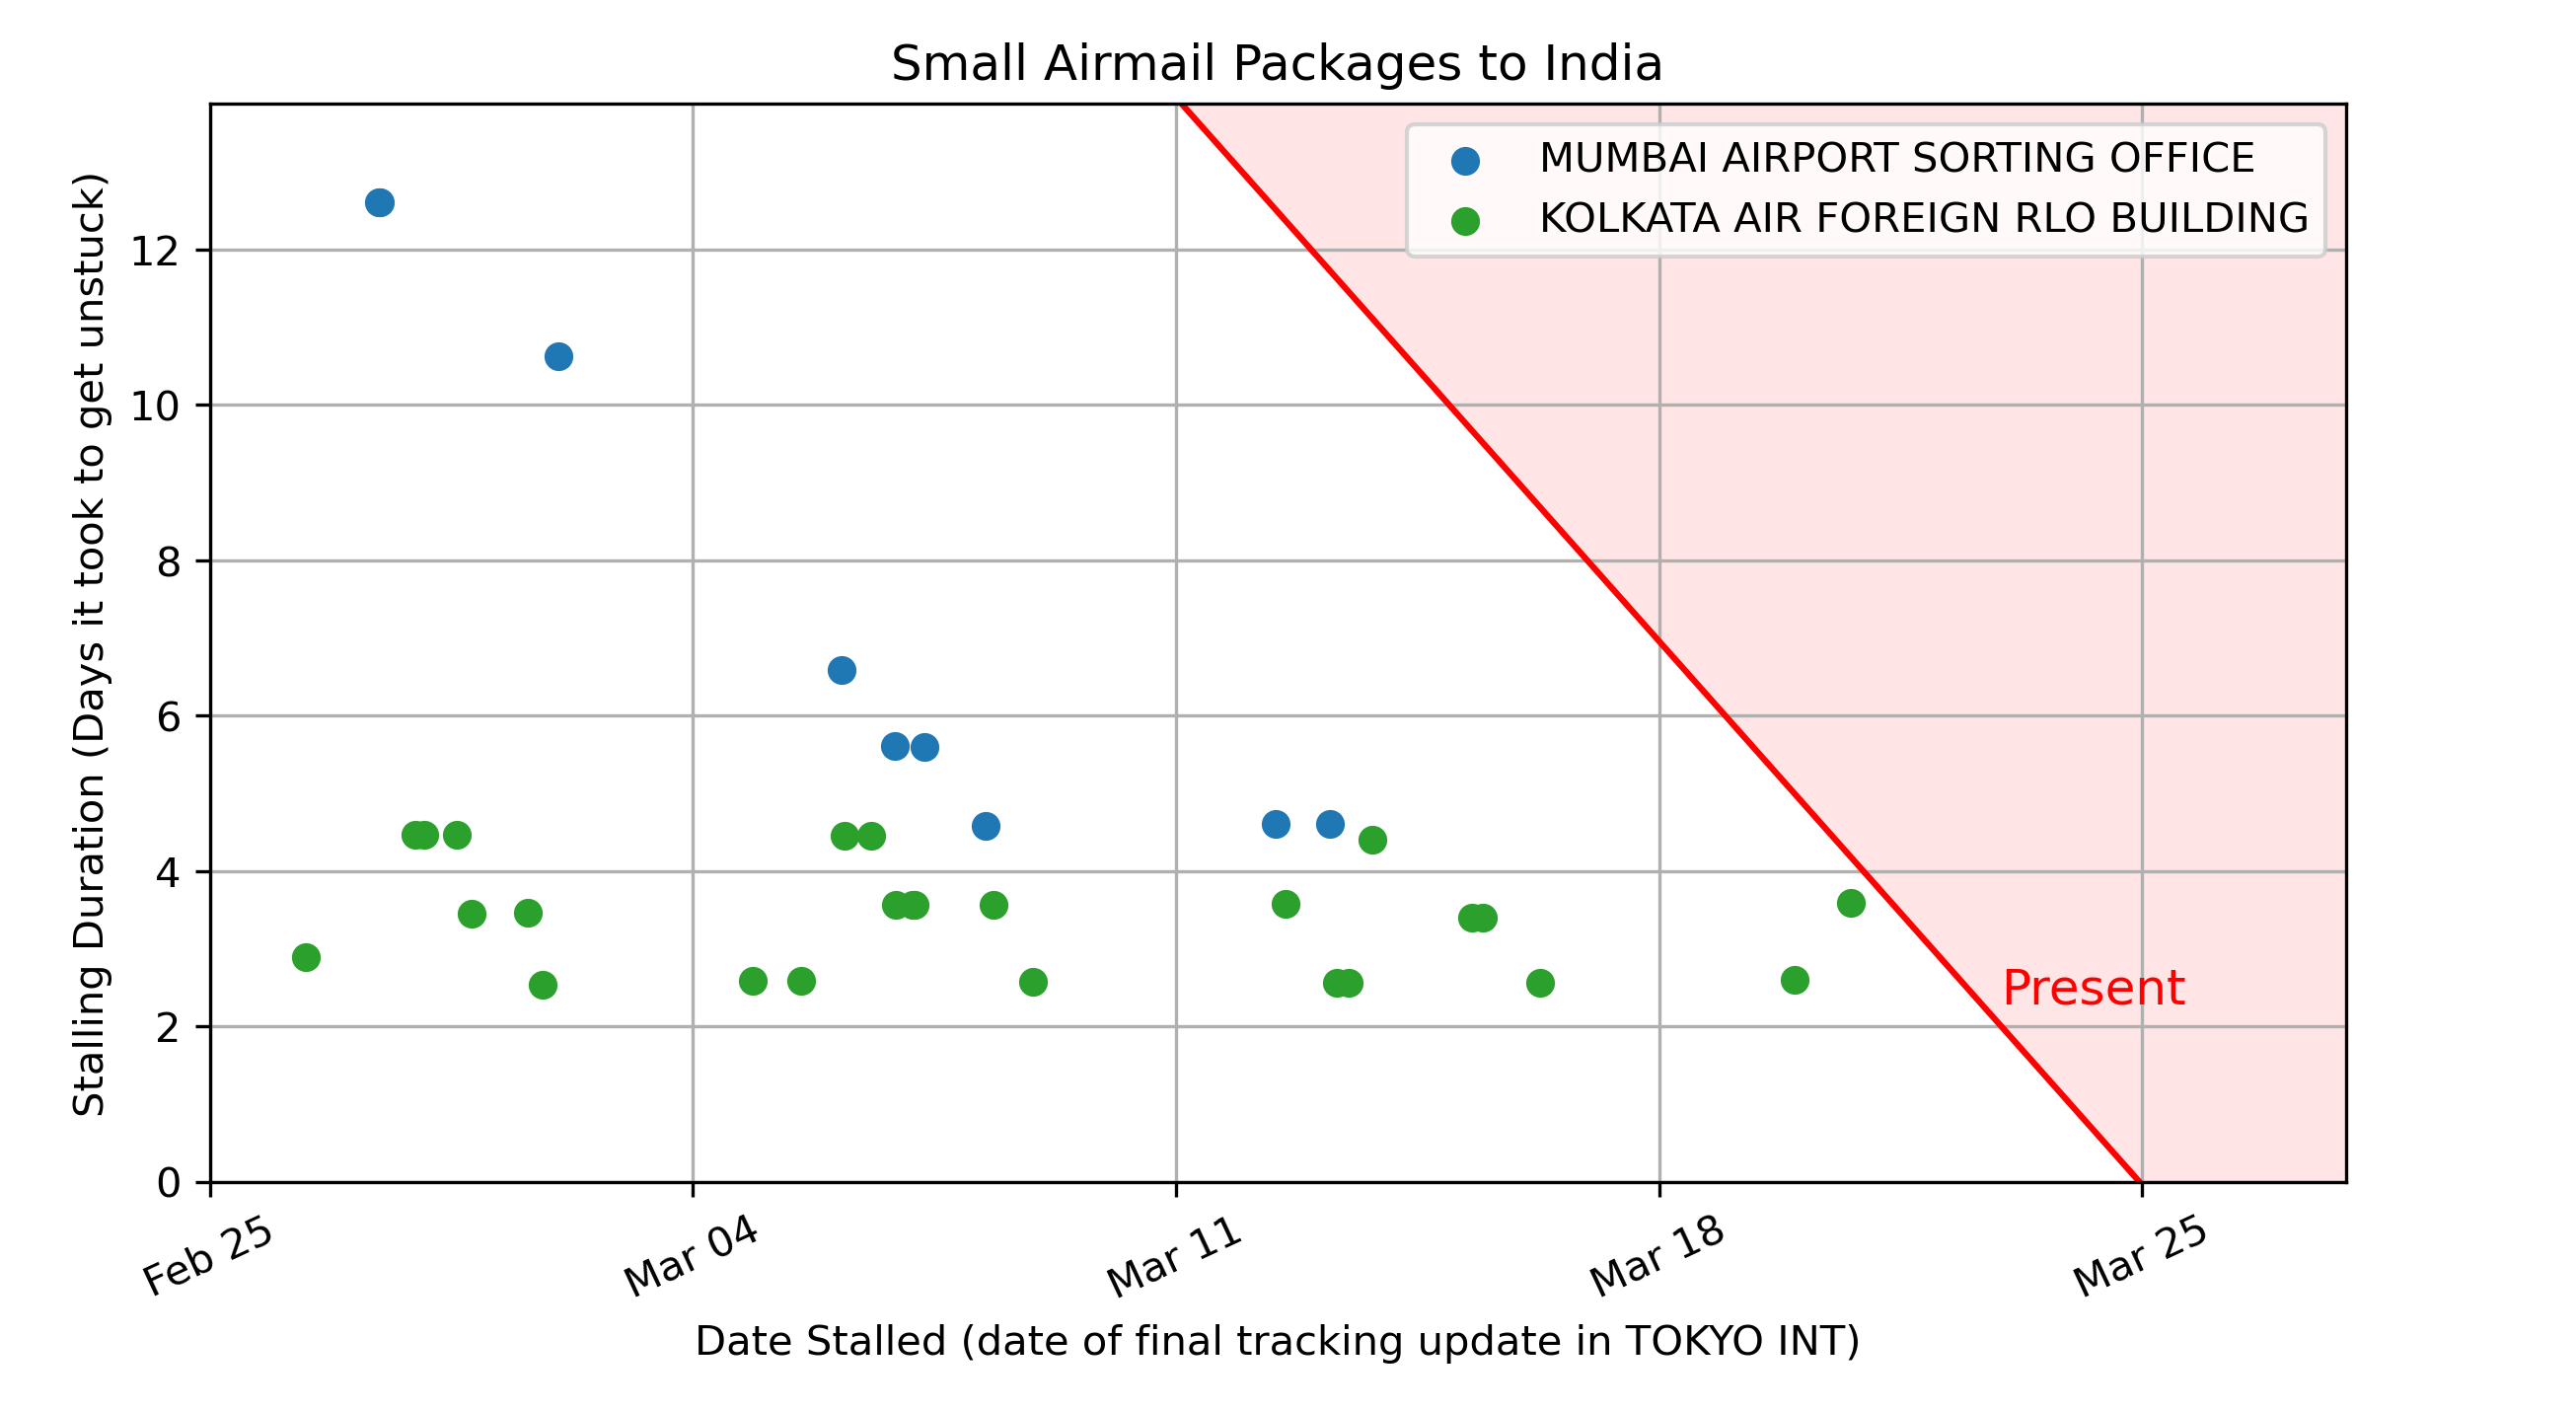 Small Airmail Packages to India
MUMBAI AIRPORT SORTING OFFICE
KOLKATA AIR FOREIGN RLO BUILDING
Stalling Duration (Days it took to get unstuck)
12
10
8
6
4
2
0
Present
Feb 25
Mar 04
Mar 11
Mar 18
Mar 25
Date Stalled (date of final tracking update in TOKYO INT)